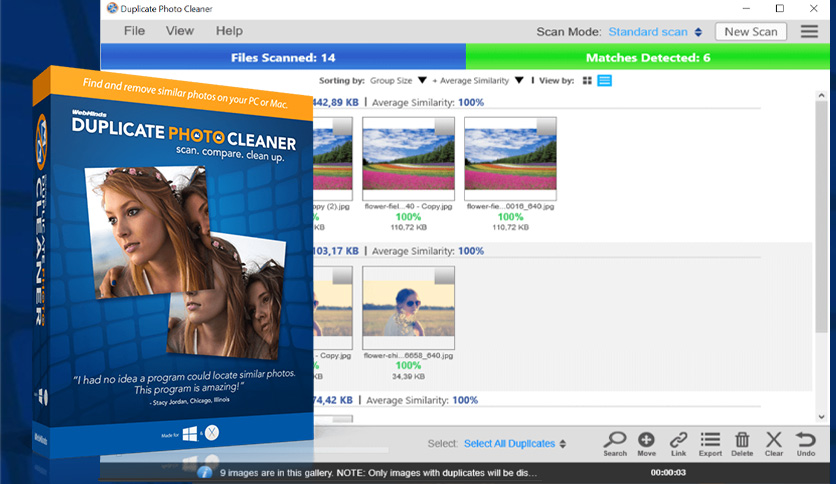 Duplicate Photo Cleaner
File View Help
Scan Mode: Standard scan
New Scan
Files Scanned: 14
Matches Detected: 6
Sorting by: Group Size + Average Similarity View by:
442,89 KB | Average Similarity: 100%
opy (2).jpg
flower-fiel...40 - Copy.jpg
flower-fie...0016_640.jpg
%
100%
100%
KB
110,72 KB
110,72 KB
103,17 KB | Average Similarity: 100%
- Copy.jpg
flower-chi...6658_640.jpg
%
100%
KB
34,39 KB
74,42 KB | Average Similarity: 100%
Select: Select All Duplicates
Search Move Link Export Delete Clear Undo
9 images are in this gallery. NOTE: Only images with duplicates will be dis...
00:00:03
Find and remove similar photos on your PC or Mac.
WebMinds
DUPLICATE PHOTO CLEANER
scan. compare. clean up.
"I had no idea a program could locate similar photos.
This program is amazing!"
- Stacy Jordan, Chicago, Illinois
Made for &
DUPLICATE PHOTO
CLEANER
WebMinds